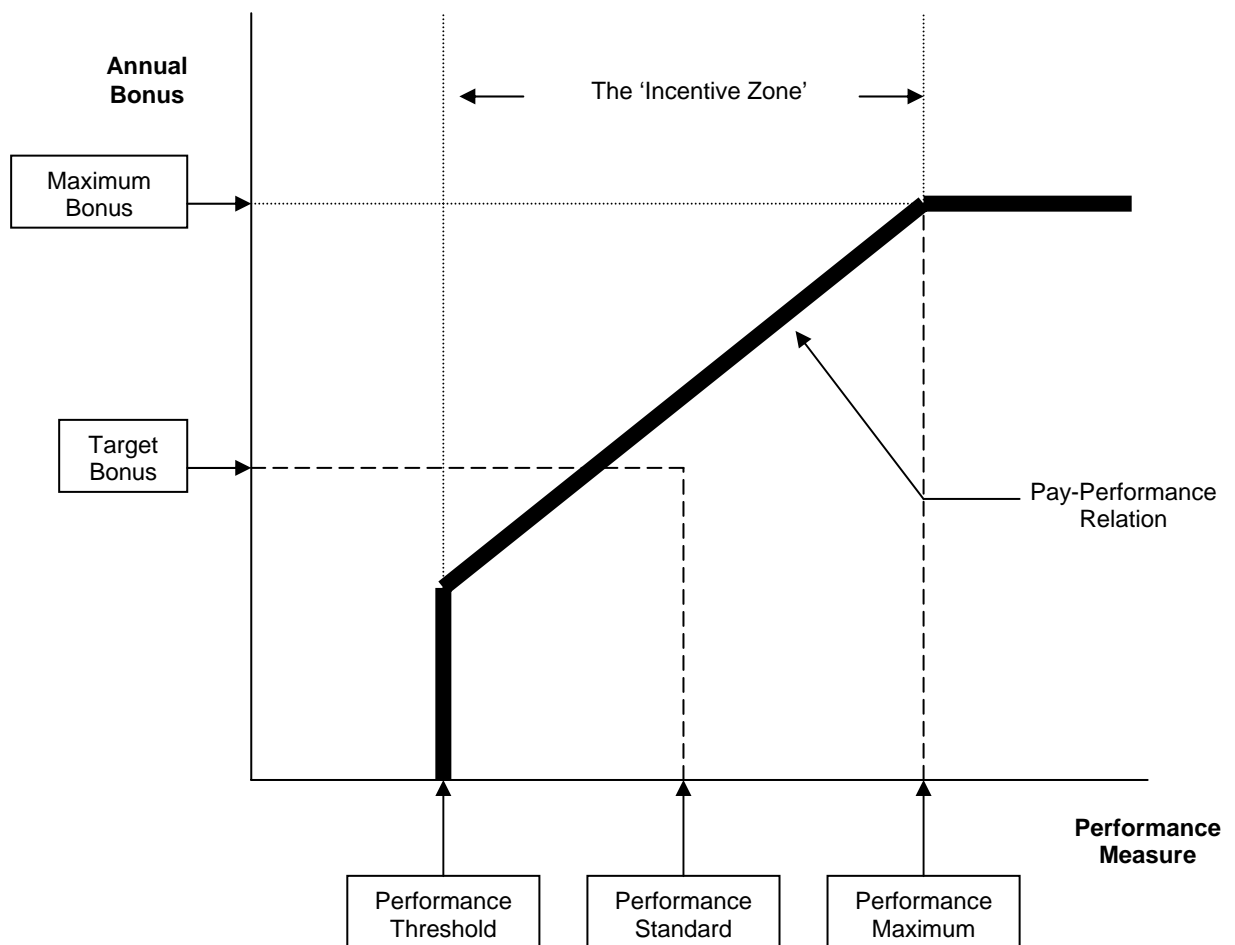 Annual
Bonus
The ‘Incentive Zone’
Maximum
Bonus
Target
Bonus
Pay-Performance
Relation
Performance
Measure
Performance
Threshold
Performance
Standard
Performance
Maximum